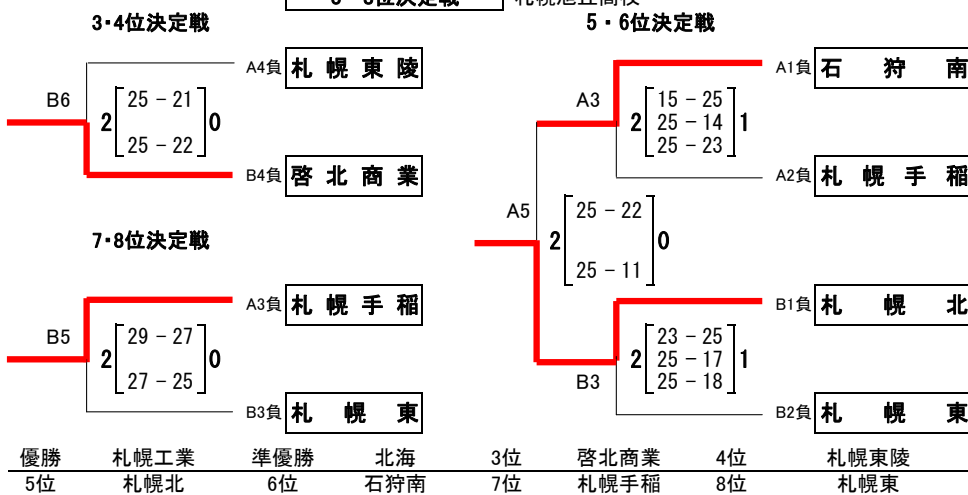 札幌旭丘高校
3・4位決定戦
A4負 札幌東陵
B6
2 25 − 21 0
25 − 22
B4負 啓北商業
7・8位決定戦
A3負 札幌手稲
B5
2 29 − 27 0
27 − 25
B3負 札幌東
5・6位決定戦
A1負 石狩南
A3
15 − 25
2 25 − 14 1
25 − 23
A2負 札幌手稲
A5
2 25 − 22 0
25 − 11
B1負 札幌北
23 − 25
2 25 − 17 1
B3 25 − 18
B2負 札幌東
優勝 札幌工業 準優勝 北海 3位 啓北商業 4位 札幌東陵
5位 札幌北 6位 石狩南 7位 札幌手稲 8位 札幌東